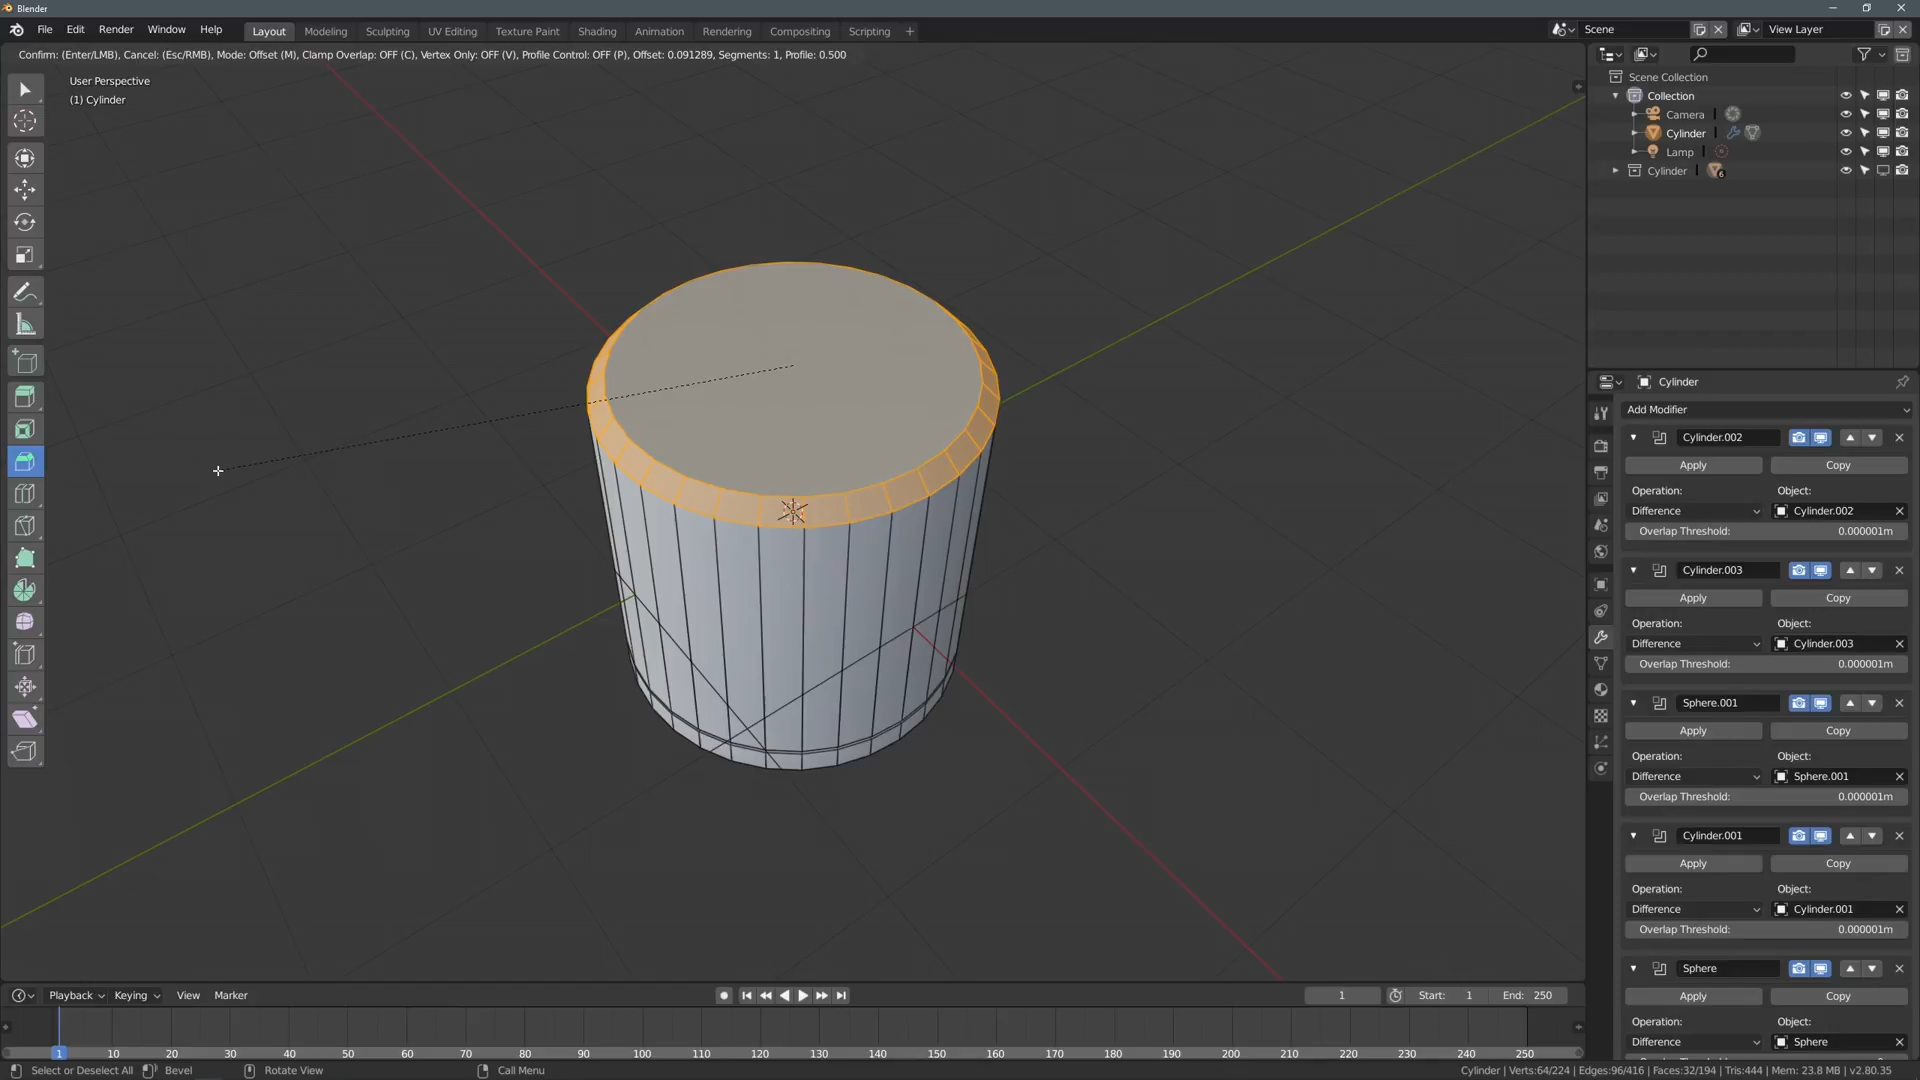 Blender
File Edit Render Window Help
Layout Modeling Sculpting UV Editing Texture Paint Shading Animation Rendering Compositing Scripting +
Scene
View Layer
Confirm: (Enter/LMB), Cancel: (Esc/RMB), Mode: Offset (M), Clamp Overlap: OFF (C), Vertex Only: OFF (V), Profile Control: OFF (P), Offset: 0.091289, Segments: 1, Profile: 0.500
User Perspective
(1) Cylinder
Scene Collection
Collection
Camera
Cylinder
Lamp
Cylinder
6
Cylinder
Add Modifier
Cylinder.002
Apply Copy
Operation: Object:
Difference Cylinder.002
Overlap Threshold: 0.000001m
Cylinder.003
Apply Copy
Operation: Object:
Difference Cylinder.003
Overlap Threshold: 0.000001m
Sphere.001
Apply Copy
Operation: Object:
Difference Sphere.001
Overlap Threshold: 0.000001m
Cylinder.001
Apply Copy
Operation: Object:
Difference Cylinder.001
Overlap Threshold: 0.000001m
Sphere
Apply Copy
Operation: Object:
Difference Sphere
Playback Keying View Marker
1
Start: 1 End: 250
1 10 20 30 40 50 60 70 80 90 100 110 120 130 140 150 160 170 180 190 200 210 220 230 240 250
Select or Deselect All Bevel Rotate View Call Menu
Cylinder | Verts:64/224 | Edges:96/416 | Faces:32/194 | Tris:444 | Mem: 23.8 MB | v2.80.35